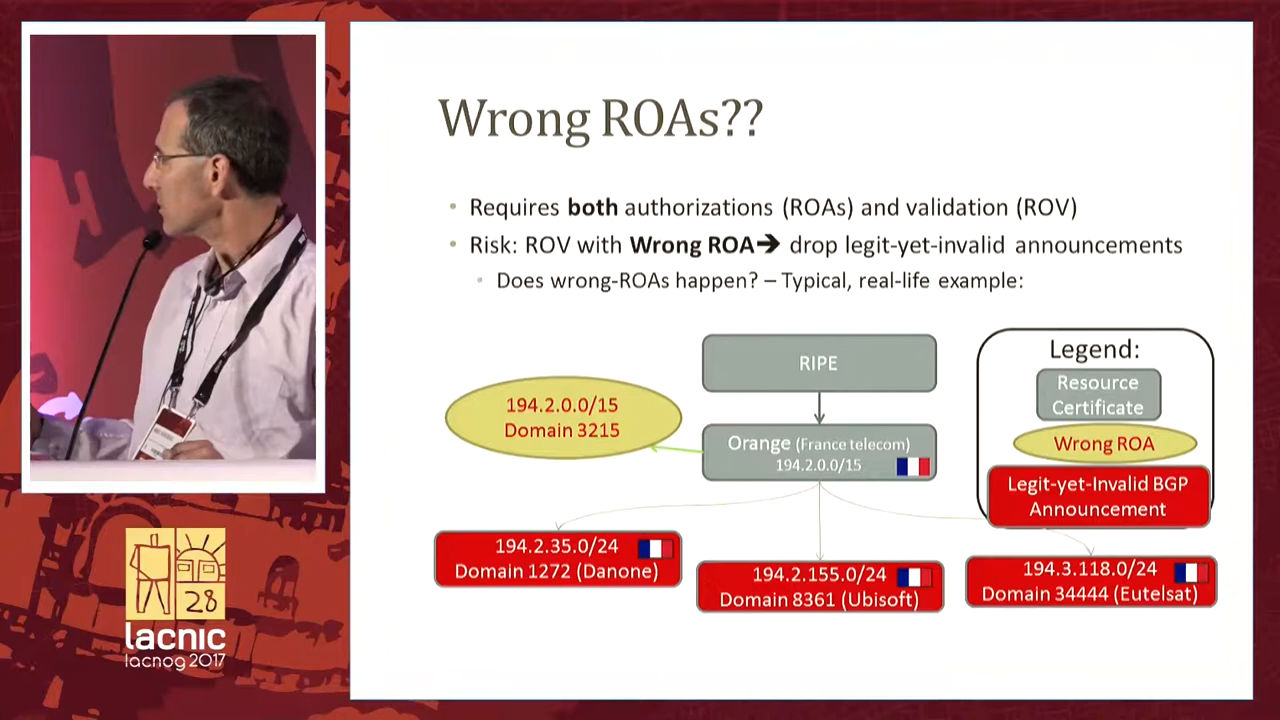 Wrong ROAs??
• Requires both authorizations (ROAs) and validation (ROV)
• Risk: ROV with Wrong ROA➔ drop legit-yet-invalid announcements
• Does wrong-ROAs happen? – Typical, real-life example:
RIPE
194.2.0.0/15
Domain 3215
Orange (France telecom)
194.2.0.0/15
Legend:
Resource
Certificate
Wrong ROA
Legit-yet-Invalid BGP
Announcement
194.2.35.0/24
Domain 1272 (Danone)
194.2.155.0/24
Domain 8361 (Ubisoft)
194.3.118.0/24
Domain 34444 (Eutelsat)
28
lacnic
lacnog 2017